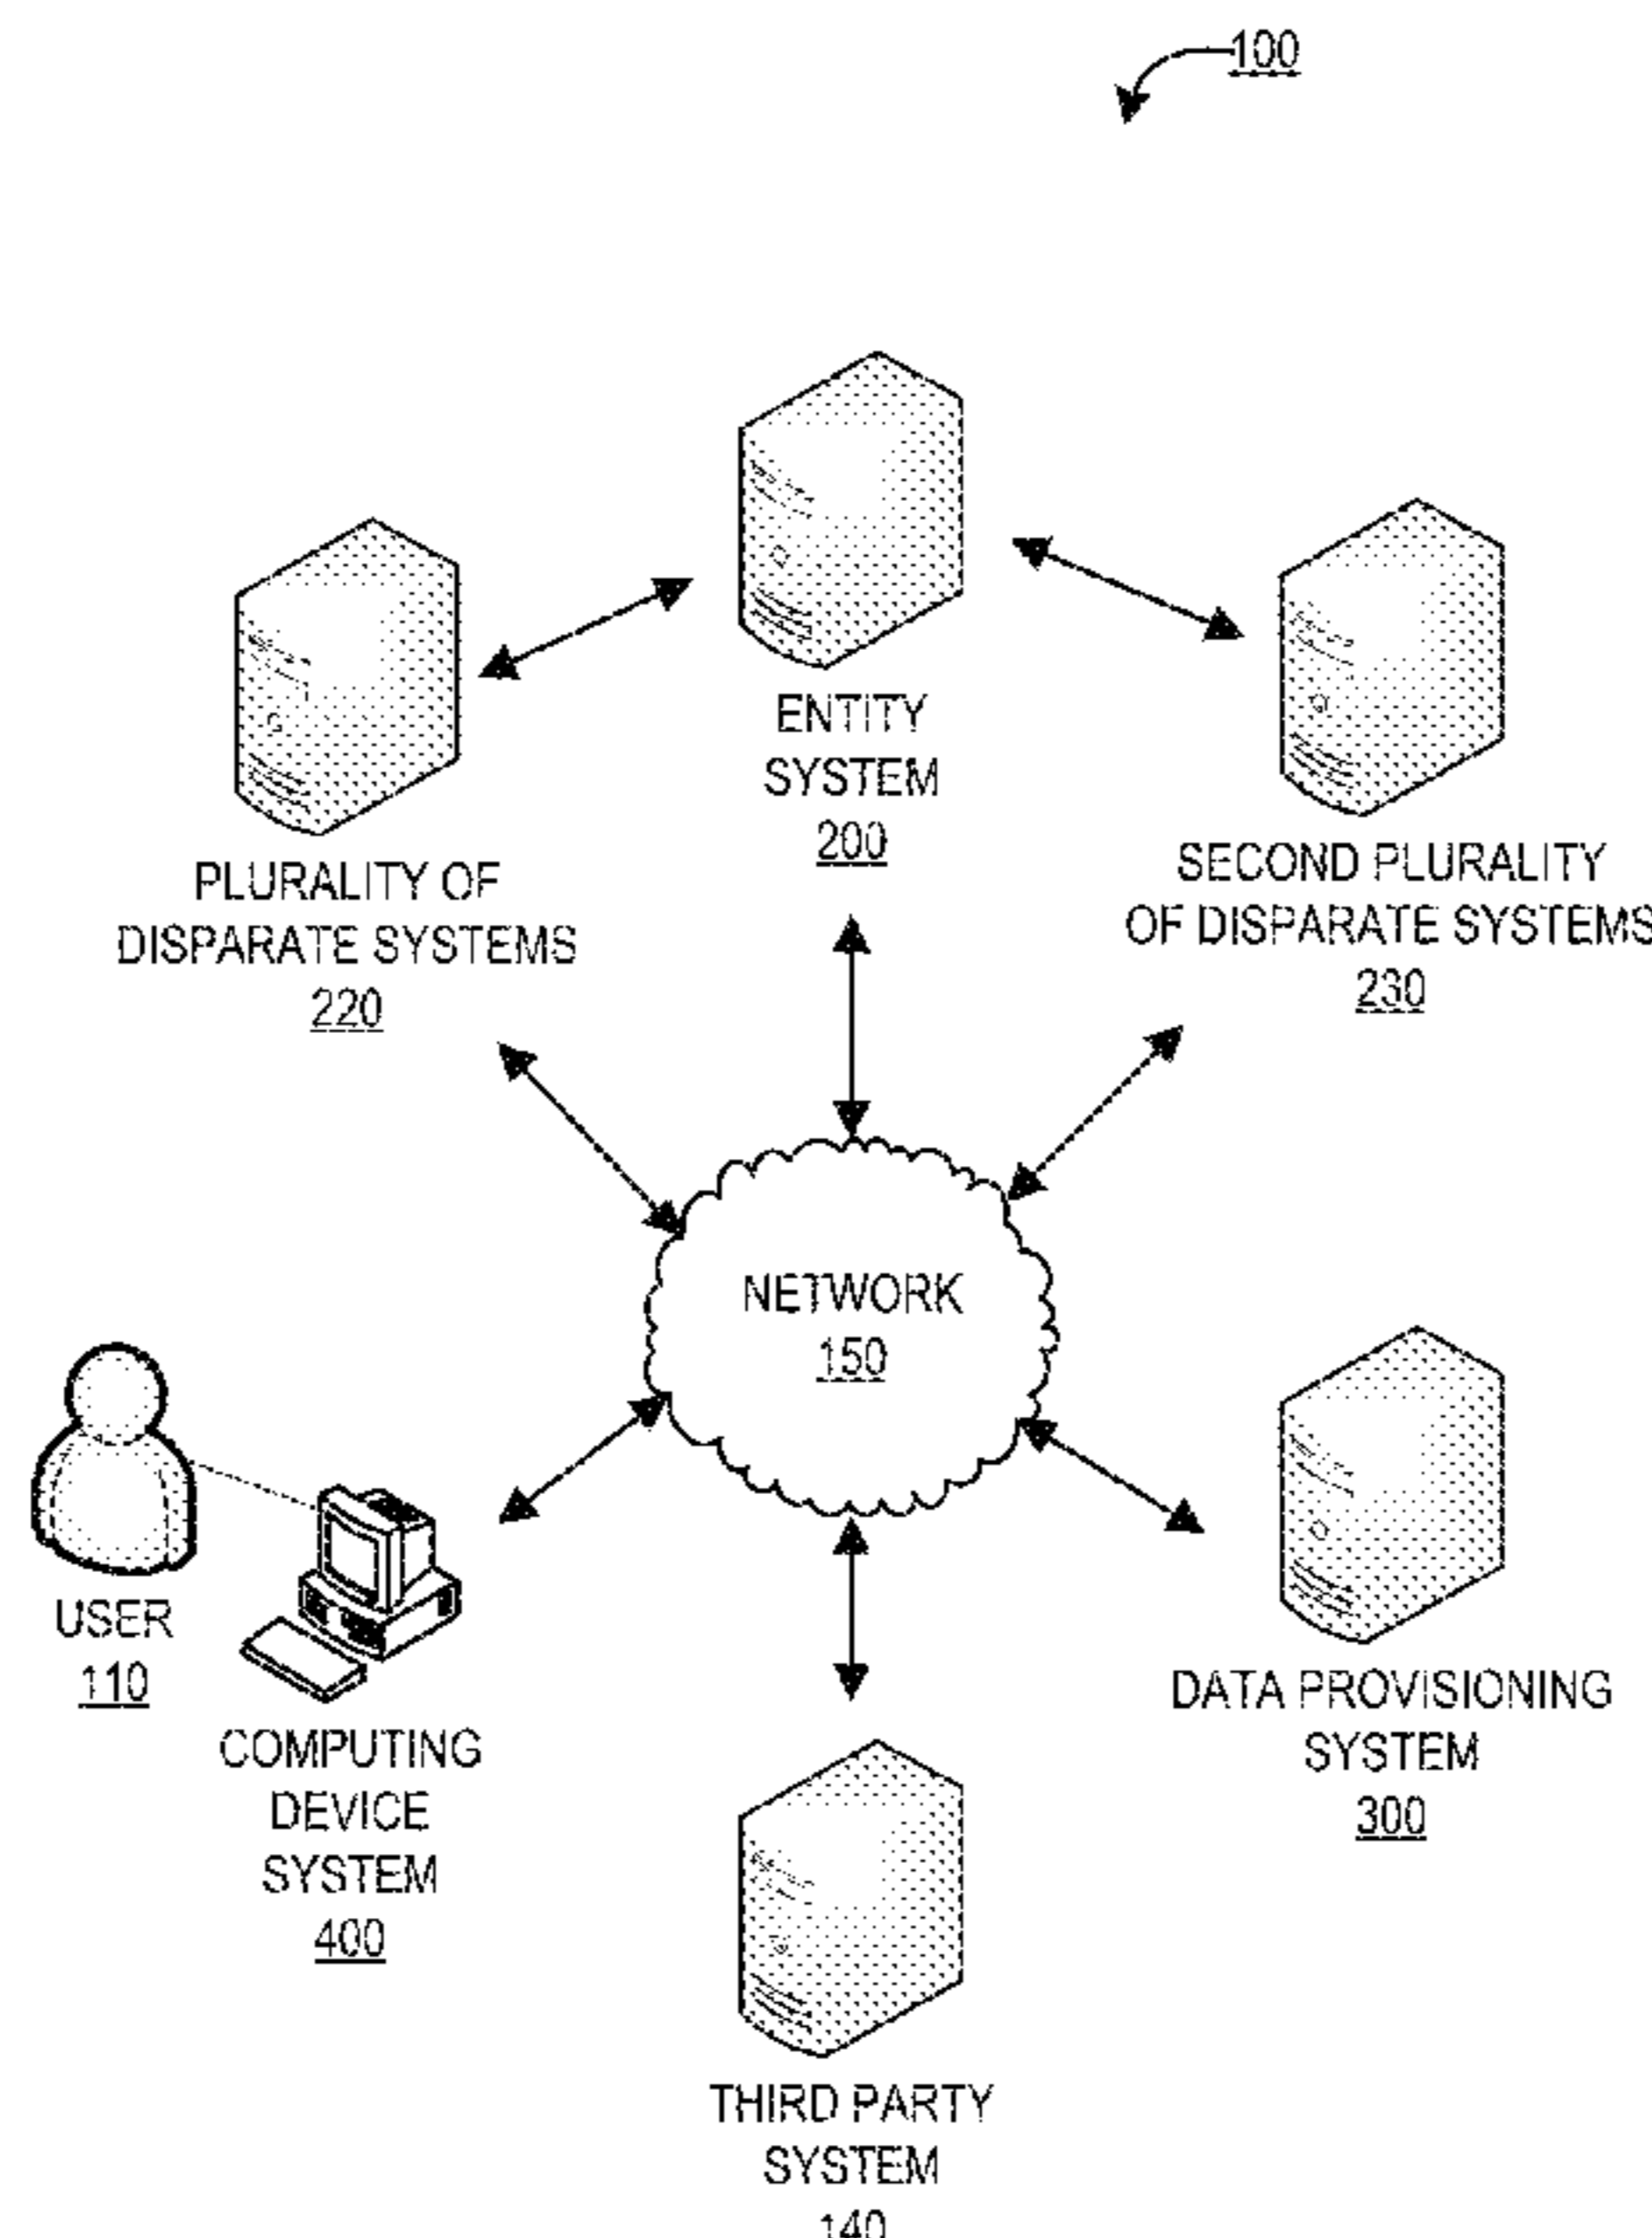 100
ENTITY
SYSTEM
200
PLURALITY OF
DISPARATE SYSTEMS
220
SECOND PLURALITY
OF DISPARATE SYSTEMS
230
NETWORK
150
USER
110
COMPUTING
DEVICE
SYSTEM
400
DATA PROVISIONING
SYSTEM
300
THIRD PARTY
SYSTEM
140